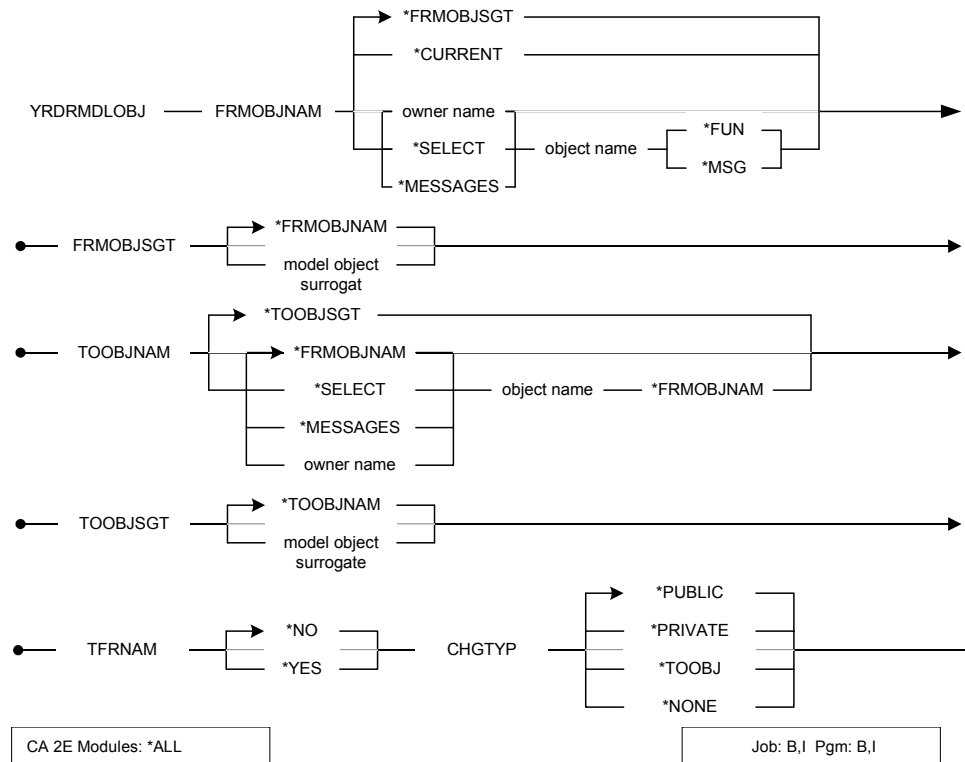 *FRMOBJSGT
*CURRENT
YRDRMDLOBJ
FRMOBJNAM
owner name
*SELECT
*MESSAGES
object name
*FUN
*MSG
FRMOBJSGT
*FRMOBJNAM
model object
surrogat
TOOBJNAM
*TOOBJSGT
*FRMOBJNAM
*SELECT
*MESSAGES
owner name
object name
*FRMOBJNAM
TOOBJSGT
*TOOBJNAM
model object
surrogate
TFRNAM
*NO
*YES
CHGTYP
*PUBLIC
*PRIVATE
*TOOBJ
*NONE
CA 2E Modules: *ALL
Job: B,I Pgm: B,I